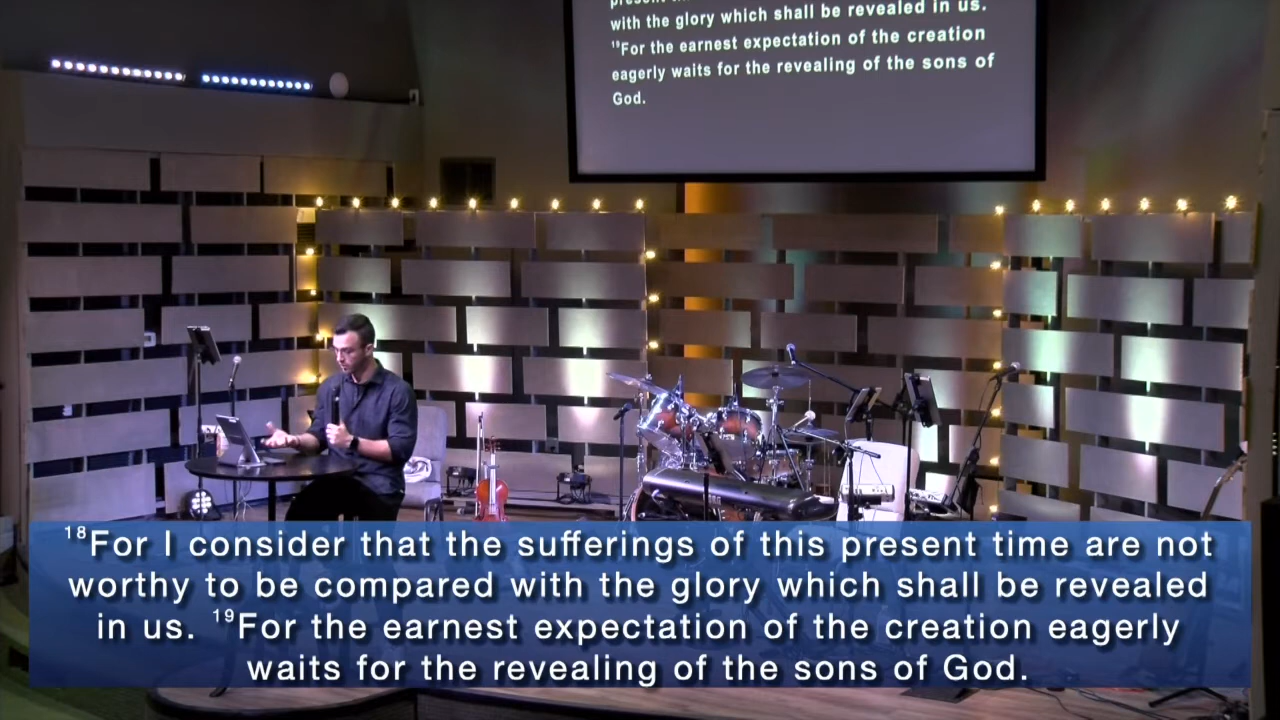 with the glory which shall be revealed in us.
¹⁹For the earnest expectation of the creation
eagerly waits for the revealing of the sons of
God.
¹⁸For I consider that the sufferings of this present time are not
worthy to be compared with the glory which shall be revealed
in us. ¹⁹For the earnest expectation of the creation eagerly
waits for the revealing of the sons of God.